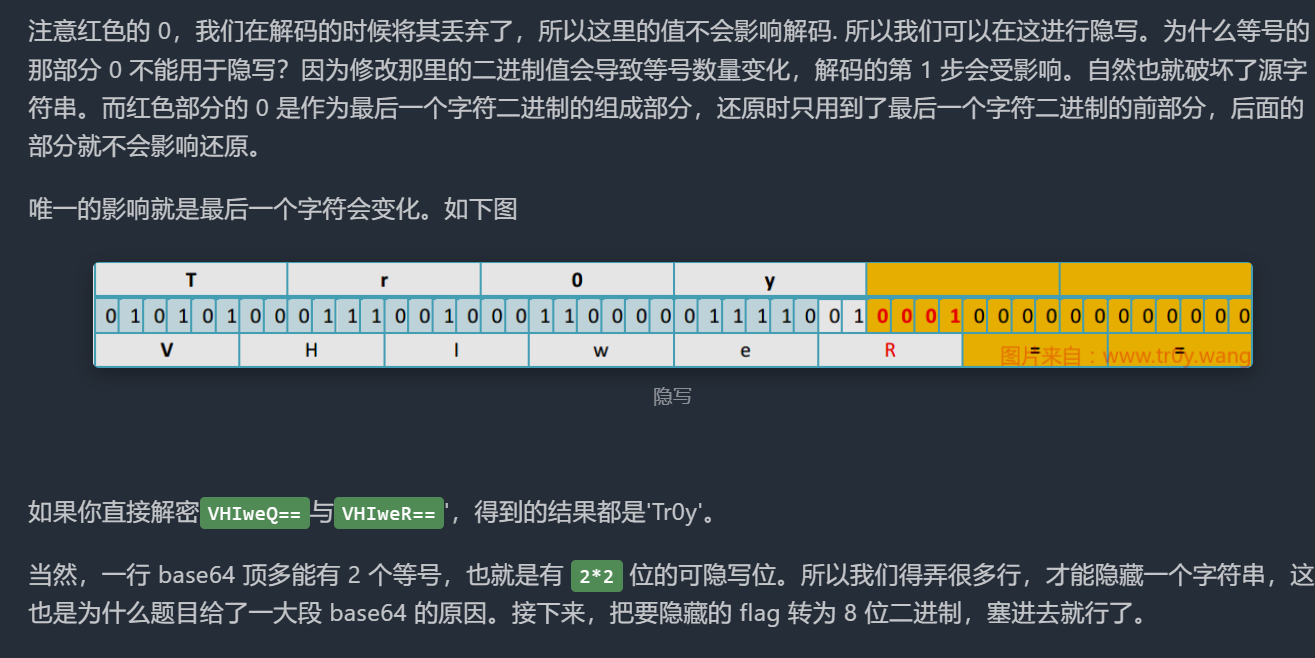 注意红色的 0，我们在解码的时候将其丢弃了，所以这里的值不会影响解码. 所以我们可以在这进行隐写。为什么等号的
那部分 0 不能用于隐写？因为修改那里的二进制值会导致等号数量变化，解码的第 1 步会受影响。自然也就破坏了源字
符串。而红色部分的 0 是作为最后一个字符二进制的组成部分，还原时只用到了最后一个字符二进制的前部分，后面的
部分就不会影响还原。
唯一的影响就是最后一个字符会变化。如下图
T r 0 y
0 1 0 1 0 1 0 0 0 1 1 1 0 0 1 0 0 0 1 1 0 0 0 0 0 1 1 1 1 0 0 1 0 0 0 1 0 0 0 0 0 0 0 0 0 0 0 0
V H I w e R = =
图片来自：www.tr0y.wang
隐写
如果你直接解密VHIweQ==与VHIweR=='，得到的结果都是'Tr0y'。
当然，一行 base64 顶多能有 2 个等号，也就是有 2*2 位的可隐写位。所以我们得弄很多行，才能隐藏一个字符串，这
也是为什么题目给了一大段 base64 的原因。接下来，把要隐藏的 flag 转为 8 位二进制，塞进去就行了。